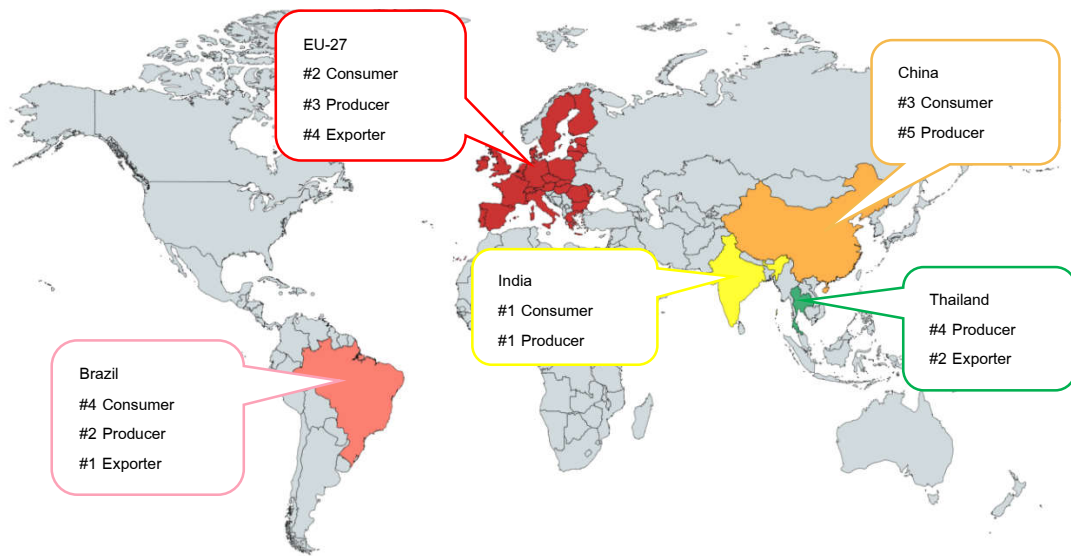 EU-27
#2 Consumer
#3 Producer
#4 Exporter
China
#3 Consumer
#5 Producer
India
#1 Consumer
#1 Producer
Thailand
#4 Producer
#2 Exporter
Brazil
#4 Consumer
#2 Producer
#1 Exporter